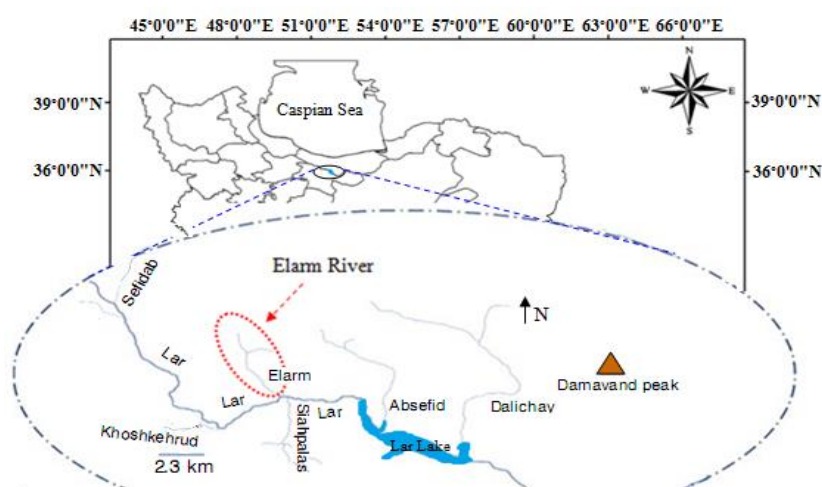 45°0'0"E 48°0'0"E 51°0'0"E 54°0'0"E 57°0'0"E 60°0'0"E 63°0'0"E 66°0'0"E
N
W E
S
39°0'0"N
39°0'0"N
Caspian Sea
36°0'0"N
36°0'0"N
Sefidab
Elarm River
N
Lar
Elarm
Damavand peak
Lar
Lar
Absefid
Dalichav
Khoshkehrud
Siahpalas
Lar Lake
2.3 km